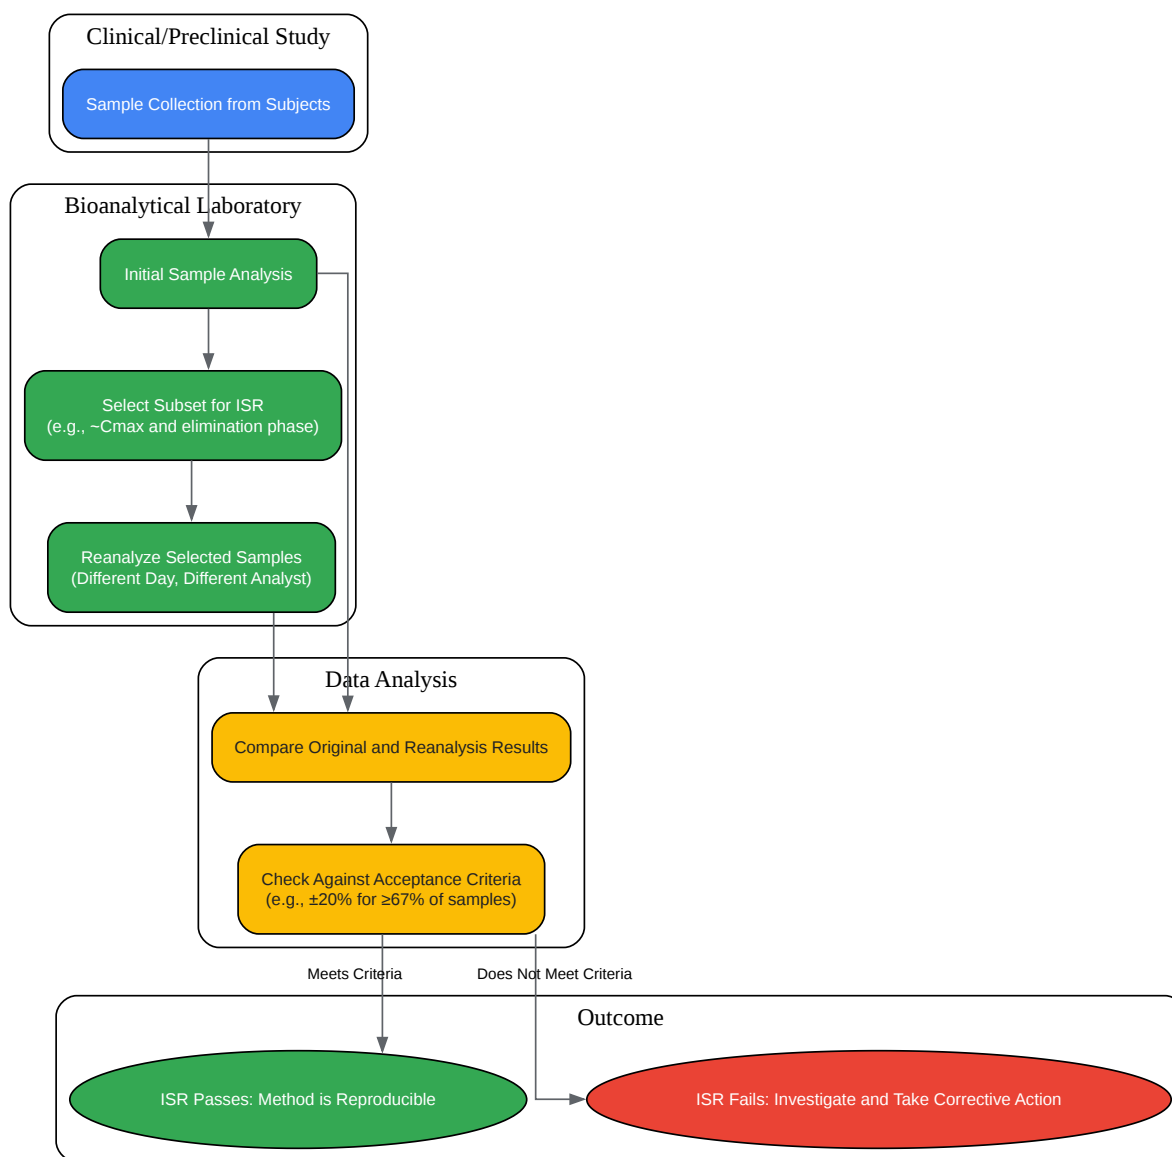 Clinical/Preclinical Study
Sample Collection from Subjects
Bioanalytical Laboratory
Initial Sample Analysis
Select Subset for ISR
(e.g., ~Cmax and elimination phase)
Reanalyze Selected Samples
(Different Day, Different Analyst)
Data Analysis
Compare Original and Reanalysis Results
Check Against Acceptance Criteria
(e.g., ±20% for ≥67% of samples)
Meets Criteria
Does Not Meet Criteria
Outcome
ISR Passes: Method is Reproducible
ISR Fails: Investigate and Take Corrective Action